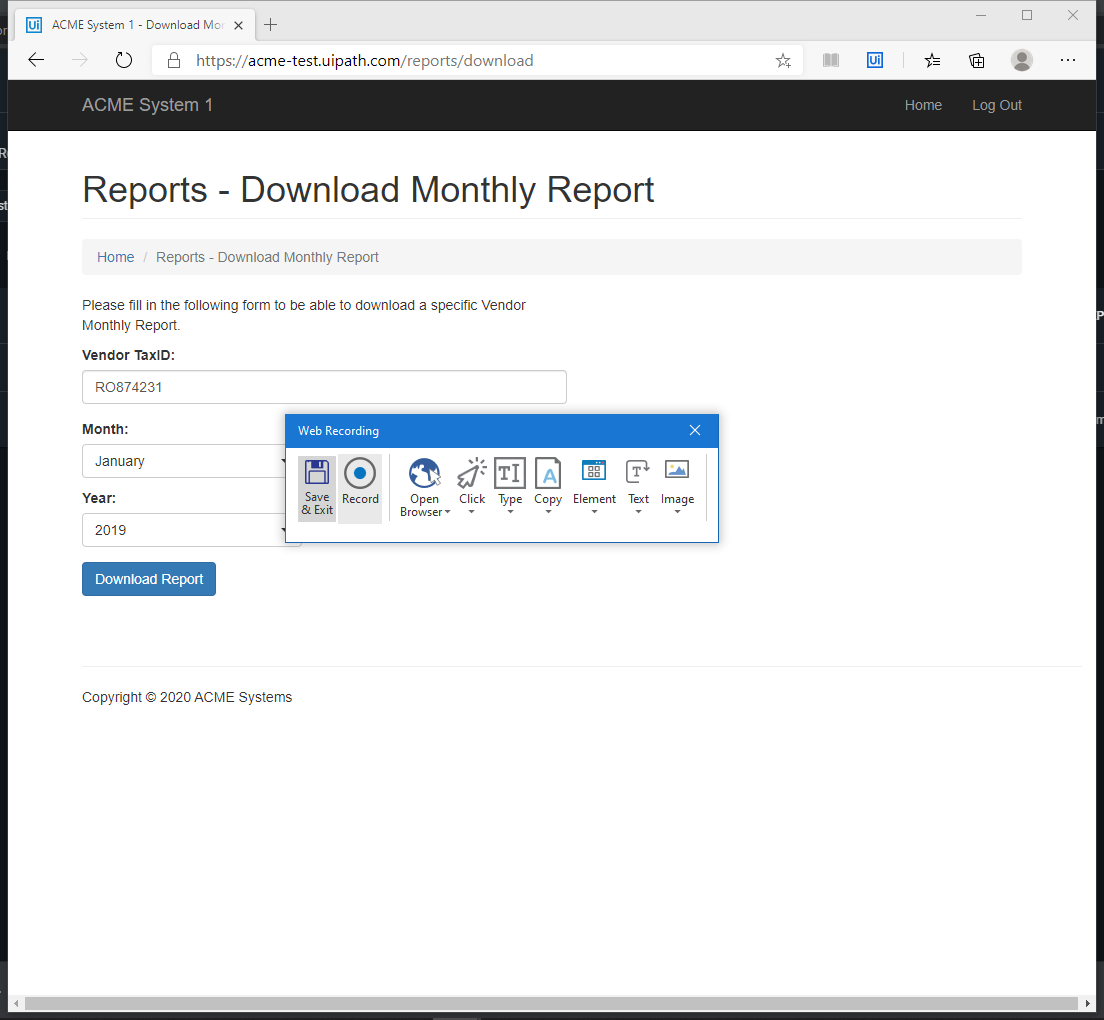 Ui ACME System 1 - Download Mor
https://acme-test.uipath.com/reports/download
Ui
ACME System 1
Home
Log Out
Reports - Download Monthly Report
Home / Reports - Download Monthly Report
Please fill in the following form to be able to download a specific Vendor
Monthly Report.
Vendor TaxID:
RO874231
Month:
January
Year:
2019
Download Report
Web Recording
Save
& Exit
Record
Open
Browser
Click
Type
Copy
Element
Text
Image
Copyright © 2020 ACME Systems